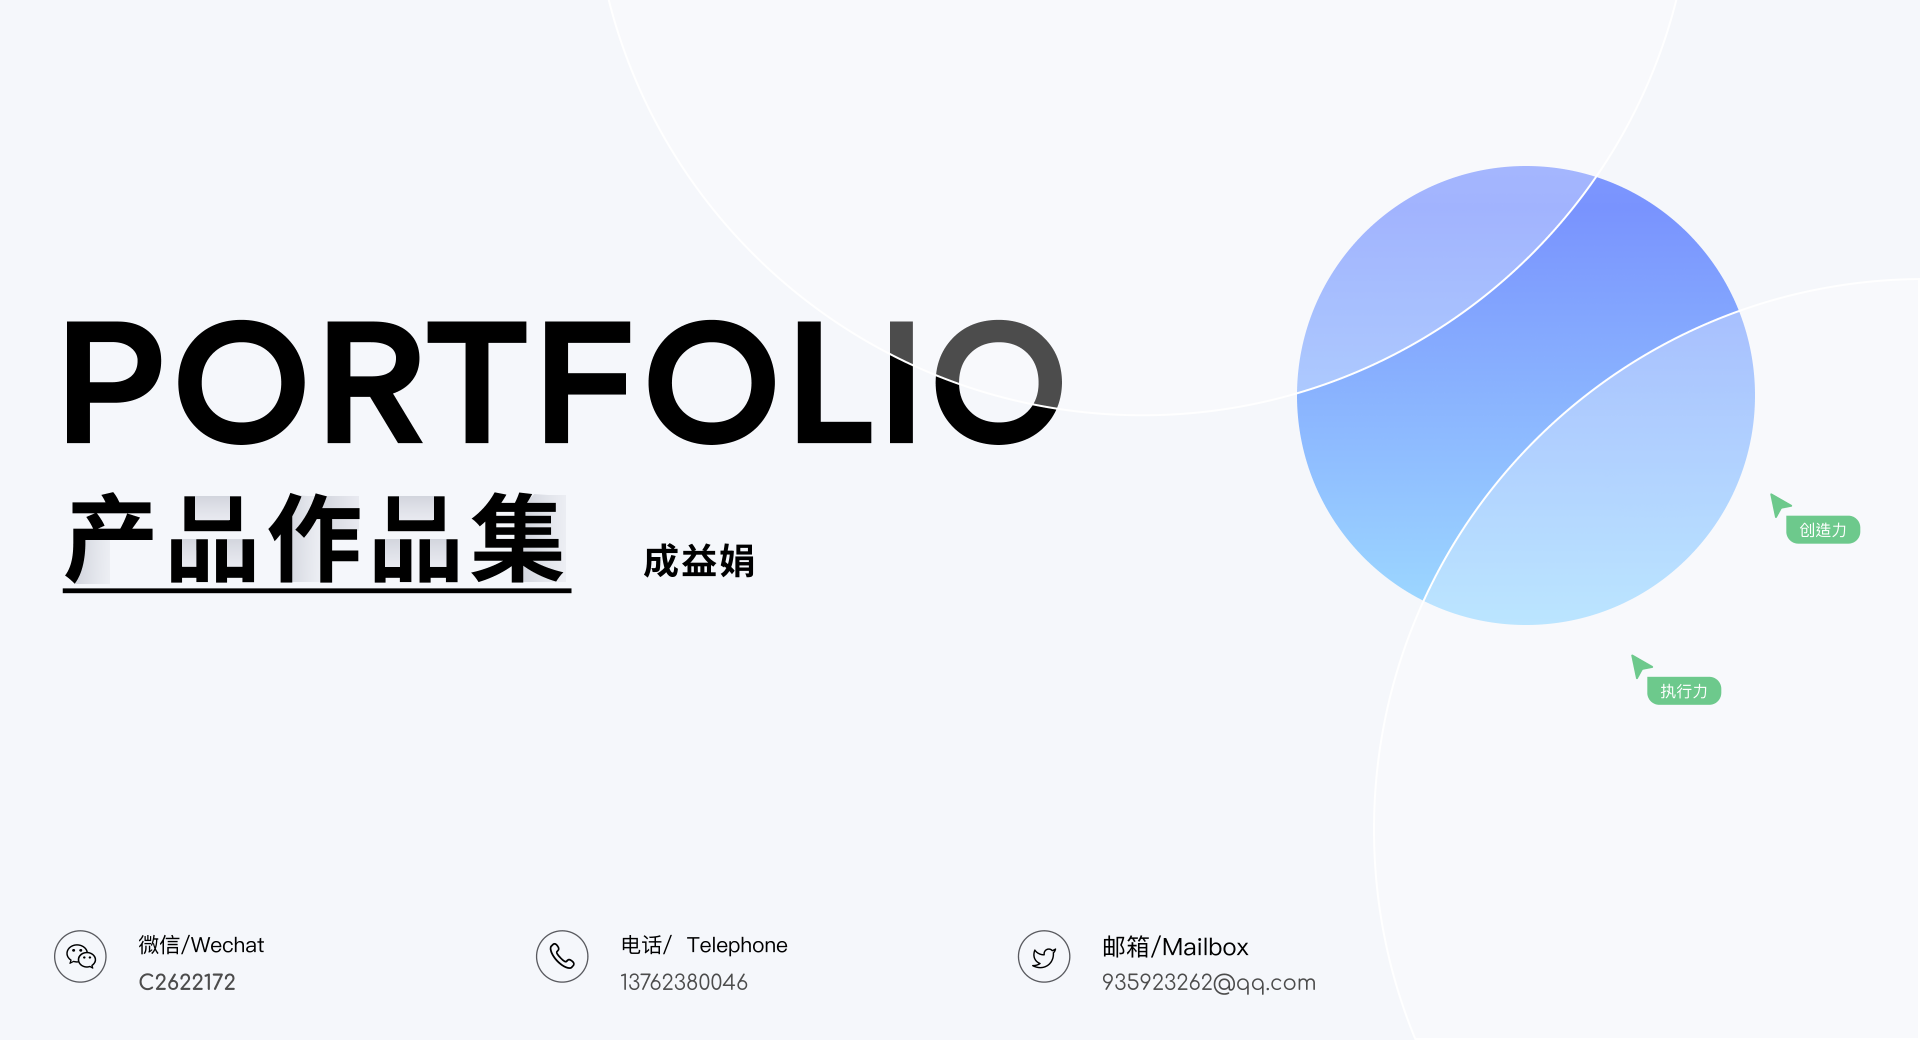 PORTFOLIO
产品作品集
成益娟
创造力
执行力
微信/Wechat
C2622172
电话/ Telephone
13762380046
邮箱/Mailbox
935923262@qq.com